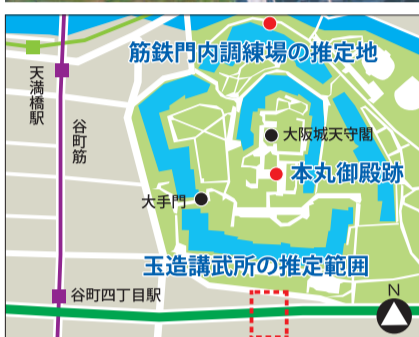 筋鉄門内調練場の推定地
天満橋駅
谷町筋
大阪城天守閣
本丸御殿跡
大手門
玉造講武所の推定範囲
谷町四丁目駅
N